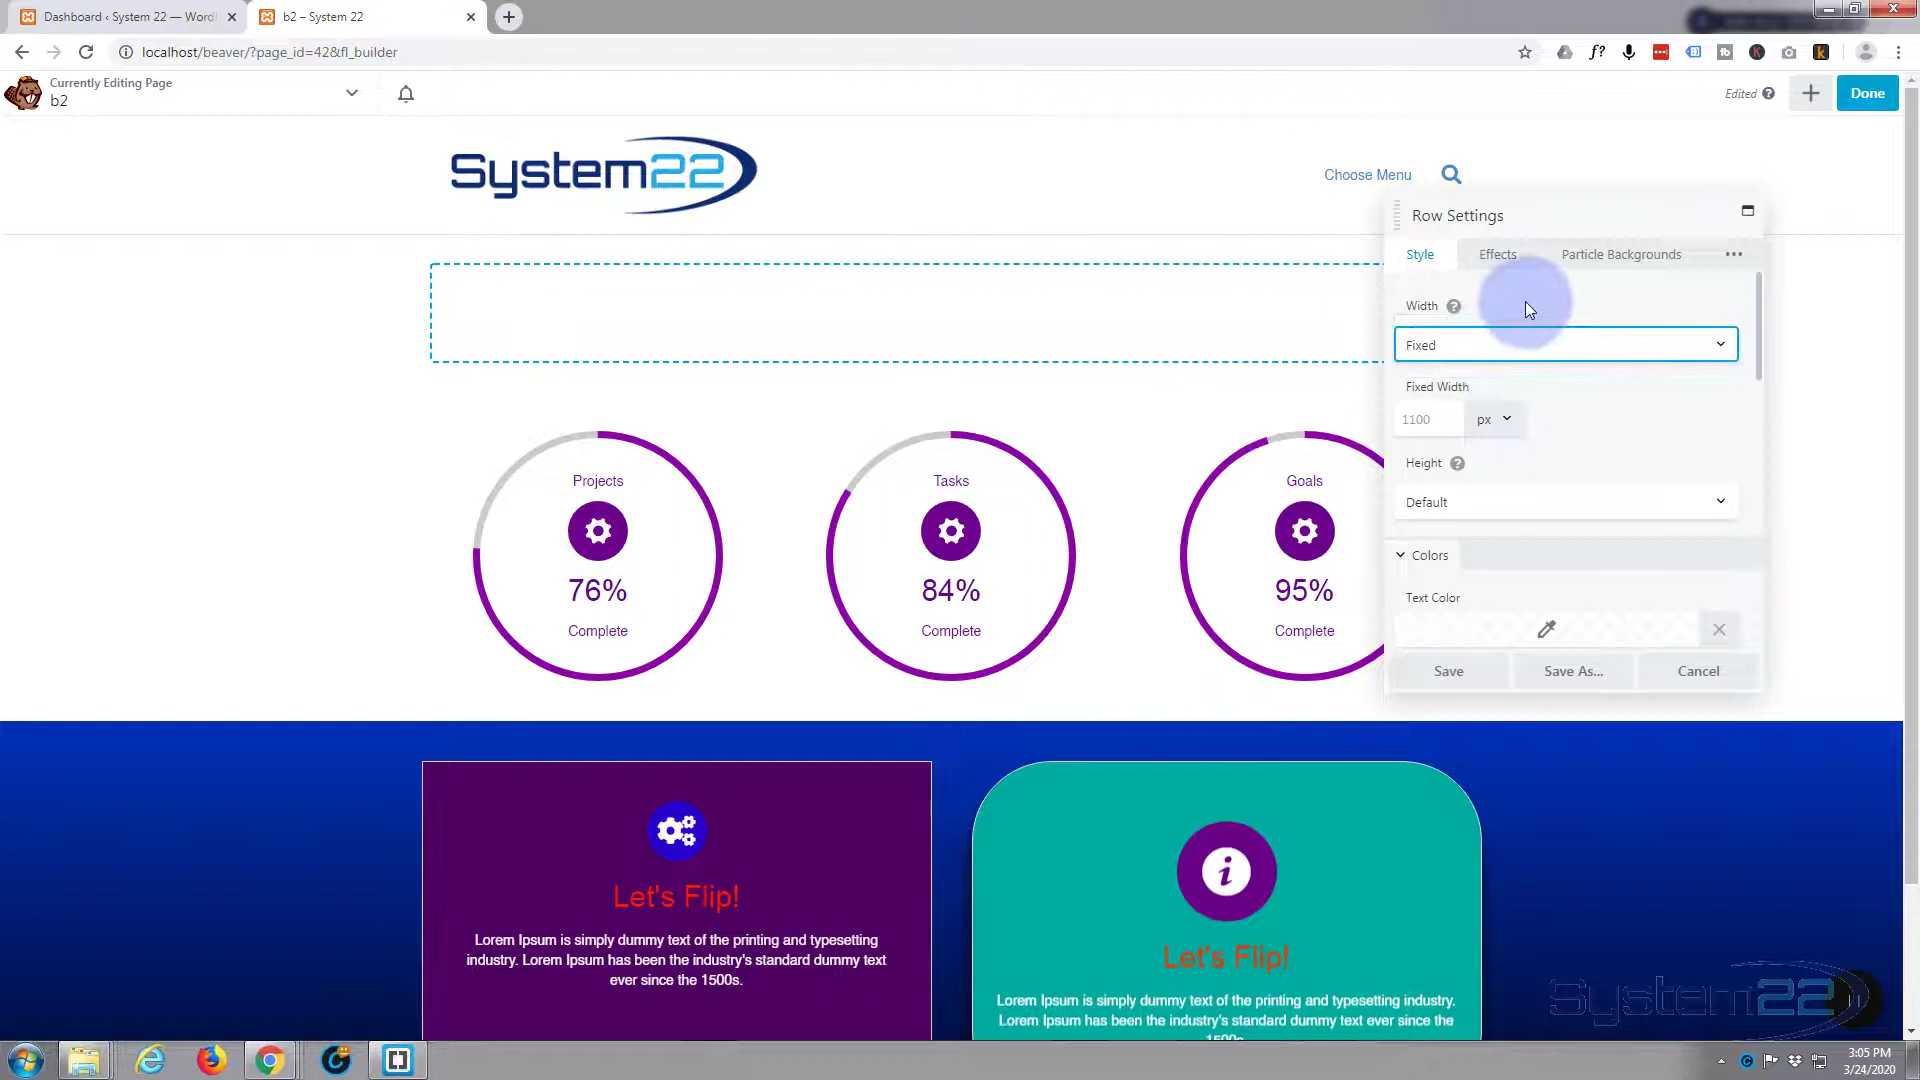 Dashboard ‹ System 22 — Word
b2 – System 22
localhost/beaver/?page_id=42&fl_builder
Currently Editing Page
b2
Edited
Done
System22
Choose Menu
Row Settings
Style
Effects
Particle Backgrounds
Width
Fixed
Fixed Width
1100
px
Height
Default
Colors
Text Color
Save
Save As...
Cancel
Projects
76%
Complete
Tasks
84%
Complete
Goals
95%
Complete
Let's Flip!
Lorem Ipsum is simply dummy text of the printing and typesetting
industry. Lorem Ipsum has been the industry's standard dummy text
ever since the 1500s.
Let's Flip!
Lorem Ipsum is simply dummy text of the printing and typesetting industry.
Lorem Ipsum has been the industry's standard dummy text ever since the
1500s.
System22
3:05 PM
3/24/2020